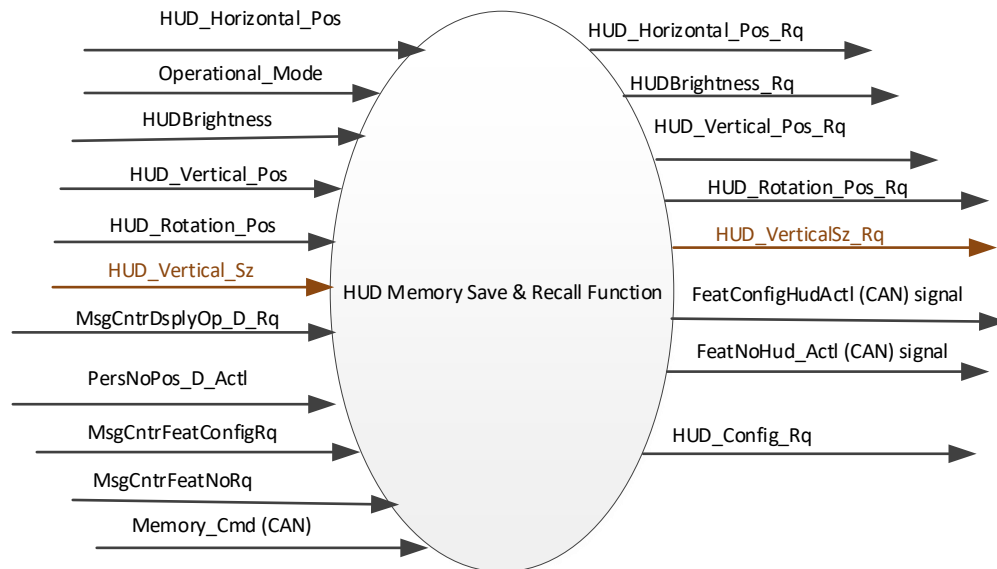 HUD_Horizontal_Pos
Operational_Mode
HUDBrightness
HUD_Vertical_Pos
HUD_Rotation_Pos
HUD_Vertical_Sz
MsgCntrDsplyOp_D_Rq
PersNoPos_D_Actl
MsgCntrFeatConfigRq
MsgCntrFeatNoRq
Memory_Cmd (CAN)
HUD Memory Save & Recall Function
HUD_Horizontal_Pos_Rq
HUDBrightness_Rq
HUD_Vertical_Pos_Rq
HUD_Rotation_Pos_Rq
HUD_VerticalSz_Rq
FeatConfigHudActl (CAN) signal
FeatNoHud_Actl (CAN) signal
HUD_Config_Rq